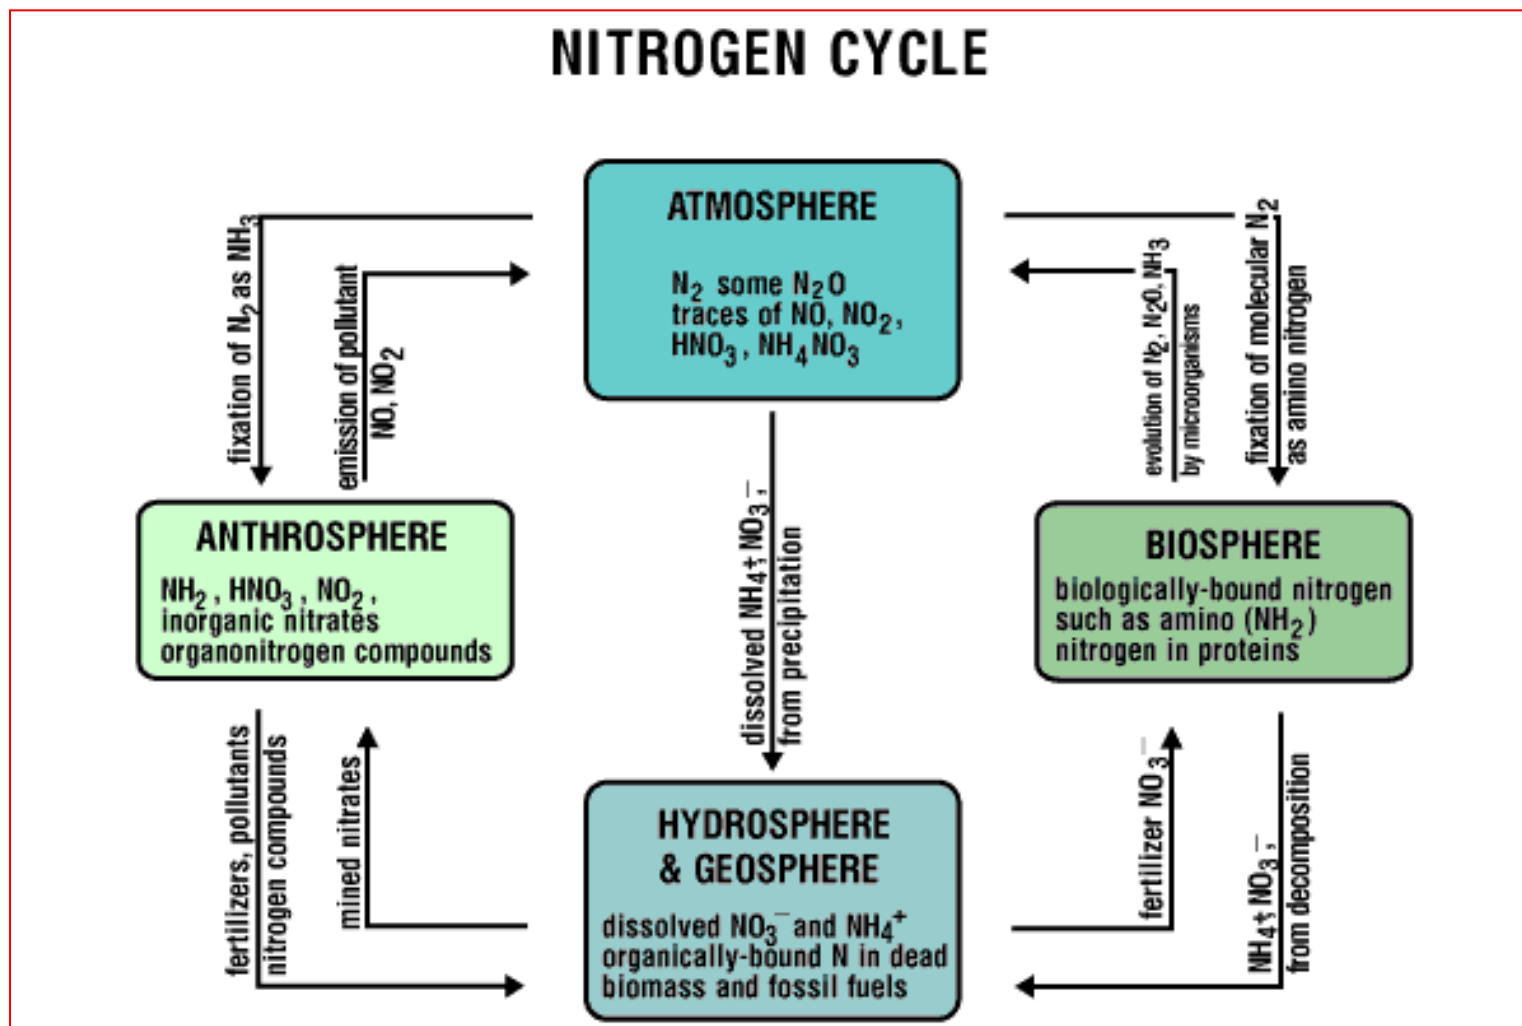 NITROGEN CYCLE
ATMOSPHERE
N₂ some N₂O
traces of NO, NO₂,
HNO₃, NH₄NO₃
fixation of N₂ as NH₃
emission of pollutant
NO, NO₂
evolution of N₂, N₂O, NH₃
by microorganisms
fixation of molecular N₂
as amino nitrogen
ANTHROSPHERE
NH₂, HNO₃, NO₂,
inorganic nitrates
organonitrogen compounds
dissolved NH₄⁺, NO₃⁻,
from precipitation
BIOSPHERE
biologically-bound nitrogen
such as amino (NH₂)
nitrogen in proteins
fertilizers, pollutants
nitrogen compounds
mined nitrates
HYDROSPHERE
& GEOSPHERE
dissolved NO₃⁻ and NH₄⁺
organically-bound N in dead
biomass and fossil fuels
fertilizer NO₃⁻
NH₄⁺, NO₃⁻,
from decomposition